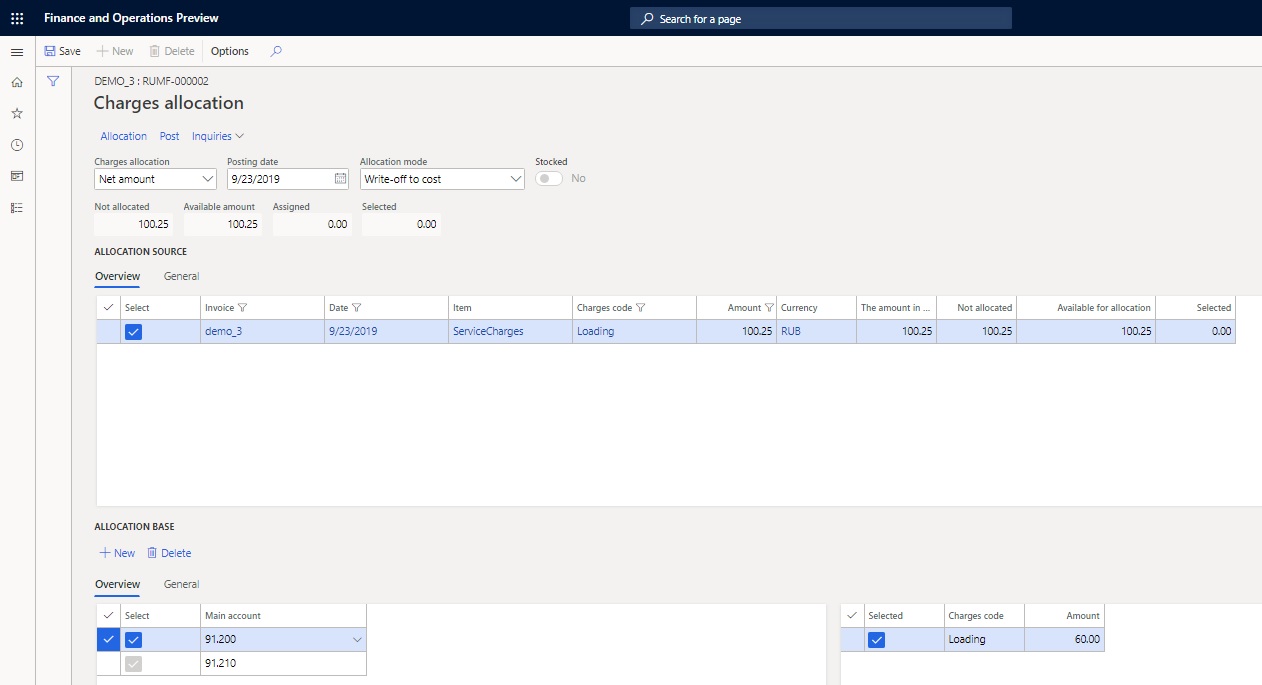 Finance and Operations Preview
Search for a page
Save New Delete Options
DEMO_3 : RUMF-000002
Charges allocation
Allocation Post Inquiries
Charges allocation Posting date Allocation mode Stocked
Net amount 9/23/2019 Write-off to cost No
Not allocated Available amount Assigned Selected
100.25 100.25 0.00 0.00
ALLOCATION SOURCE
Overview General
Select Invoice Date Item Charges code Amount Currency The amount in ... Not allocated Available for allocation Selected
demo_3 9/23/2019 ServiceCharges Loading 100.25 RUB 100.25 100.25 100.25 0.00
ALLOCATION BASE
New Delete
Overview General
Select Main account Selected Charges code Amount
91.200 Loading 60.00
91.210